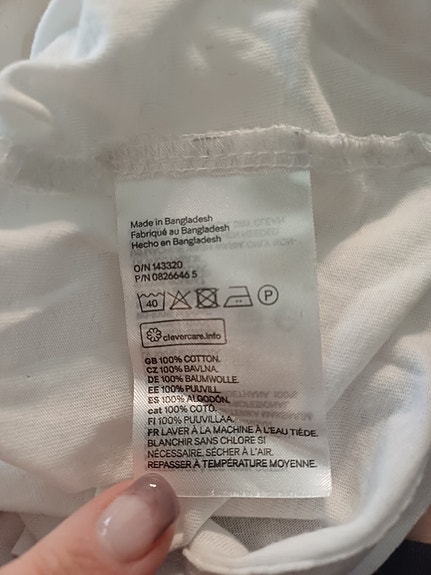 Made in Bangladesh
Fabriqué au Bangladesh
Hecho en Bangladesh
O/N 143320
P/N 0826646 5
40 P
clevercare.info
GB 100% COTTON.
CZ 100% BAVLNA.
DE 100% BAUMWOLLE.
EE 100% PUUVILL.
ES 100% ALGODÓN.
cat 100% COTÓ.
FI 100% PUUVILLAA.
FR LAVER À LA MACHINE À L'EAU TIÈDE.
BLANCHIR SANS CHLORE SI
NÉCESSAIRE, SÉCHER À L'AIR.
REPASSER À TEMPÉRATURE MOYENNE.